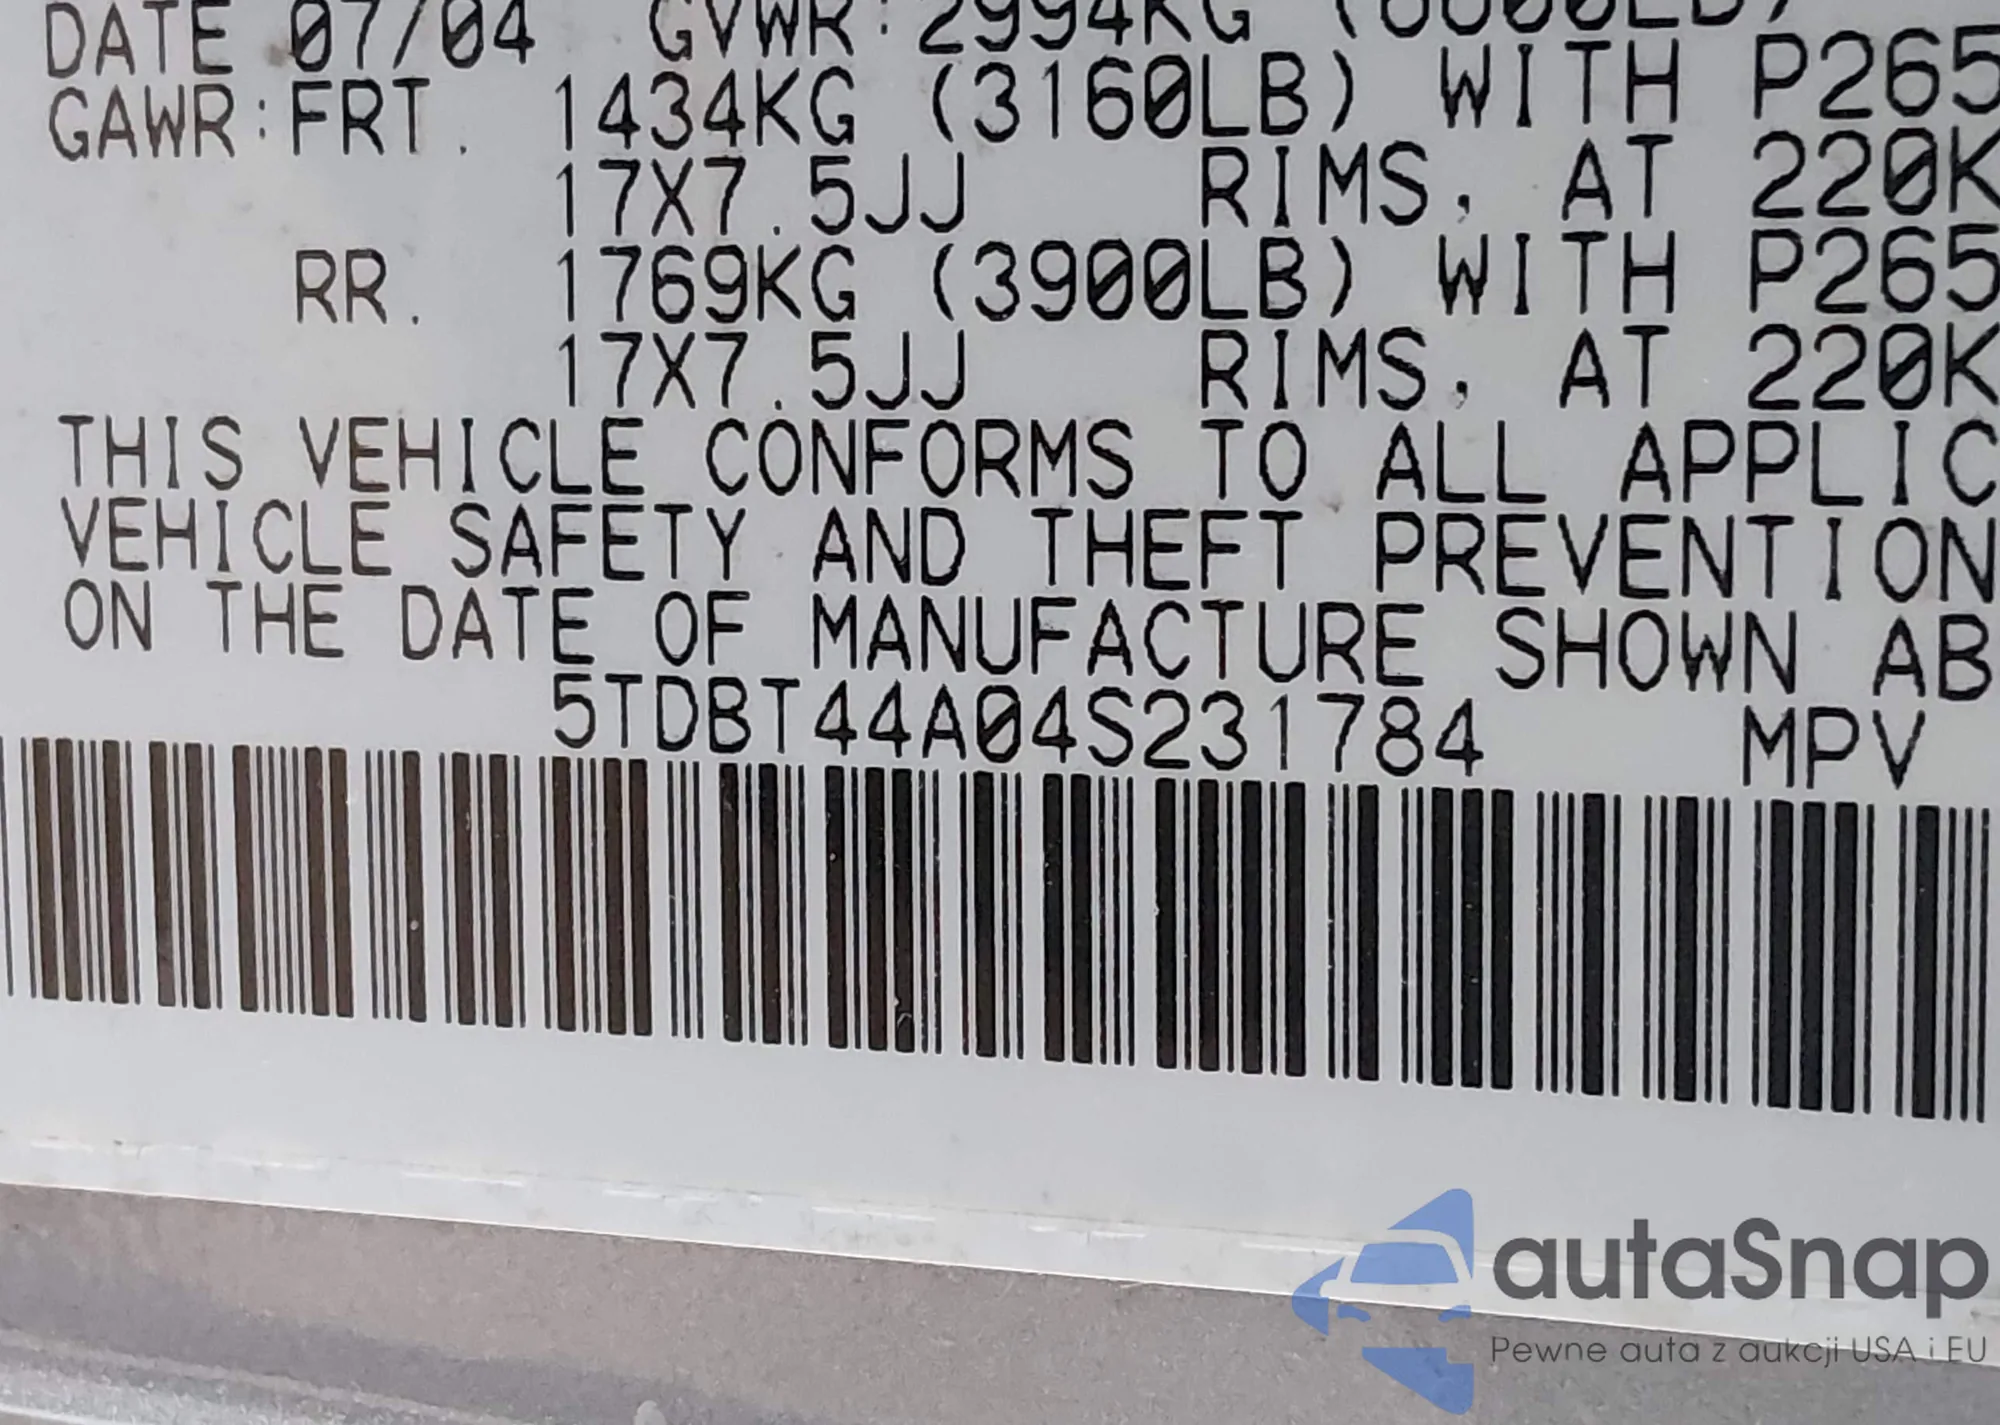 DATE 07/04 GVWR:2994KG (6600LB)
GAWR:FRT. 1434KG (3160LB) WITH P265
17X7.5JJ RIMS, AT 220K
RR. 1769KG (3900LB) WITH P265
17X7.5JJ RIMS, AT 220K
THIS VEHICLE CONFORMS TO ALL APPLIC
VEHICLE SAFETY AND THEFT PREVENTION
ON THE DATE OF MANUFACTURE SHOWN AB
5TDBT44A04S231784 MPV
autaSnap
Pewne auta z aukcji USA i EU